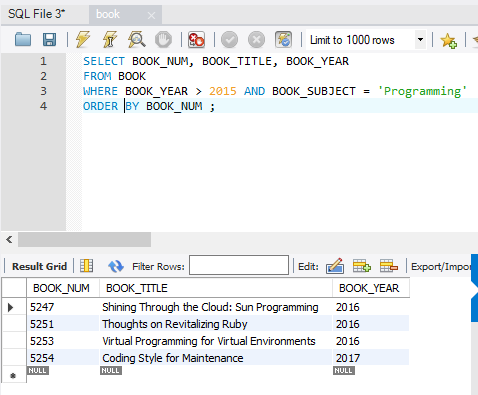 SQL File 3* book
Limit to 1000 rows
1 SELECT BOOK_NUM, BOOK_TITLE, BOOK_YEAR
2 FROM BOOK
3 WHERE BOOK_YEAR > 2015 AND BOOK_SUBJECT = 'Programming'
4 ORDER BY BOOK_NUM ;
Result Grid Filter Rows: Edit: Export/Impor
BOOK_NUM BOOK_TITLE BOOK_YEAR
5247 Shining Through the Cloud: Sun Programming 2016
5251 Thoughts on Revitalizing Ruby 2016
5253 Virtual Programming for Virtual Environments 2016
5254 Coding Style for Maintenance 2017
NULL NULL NULL